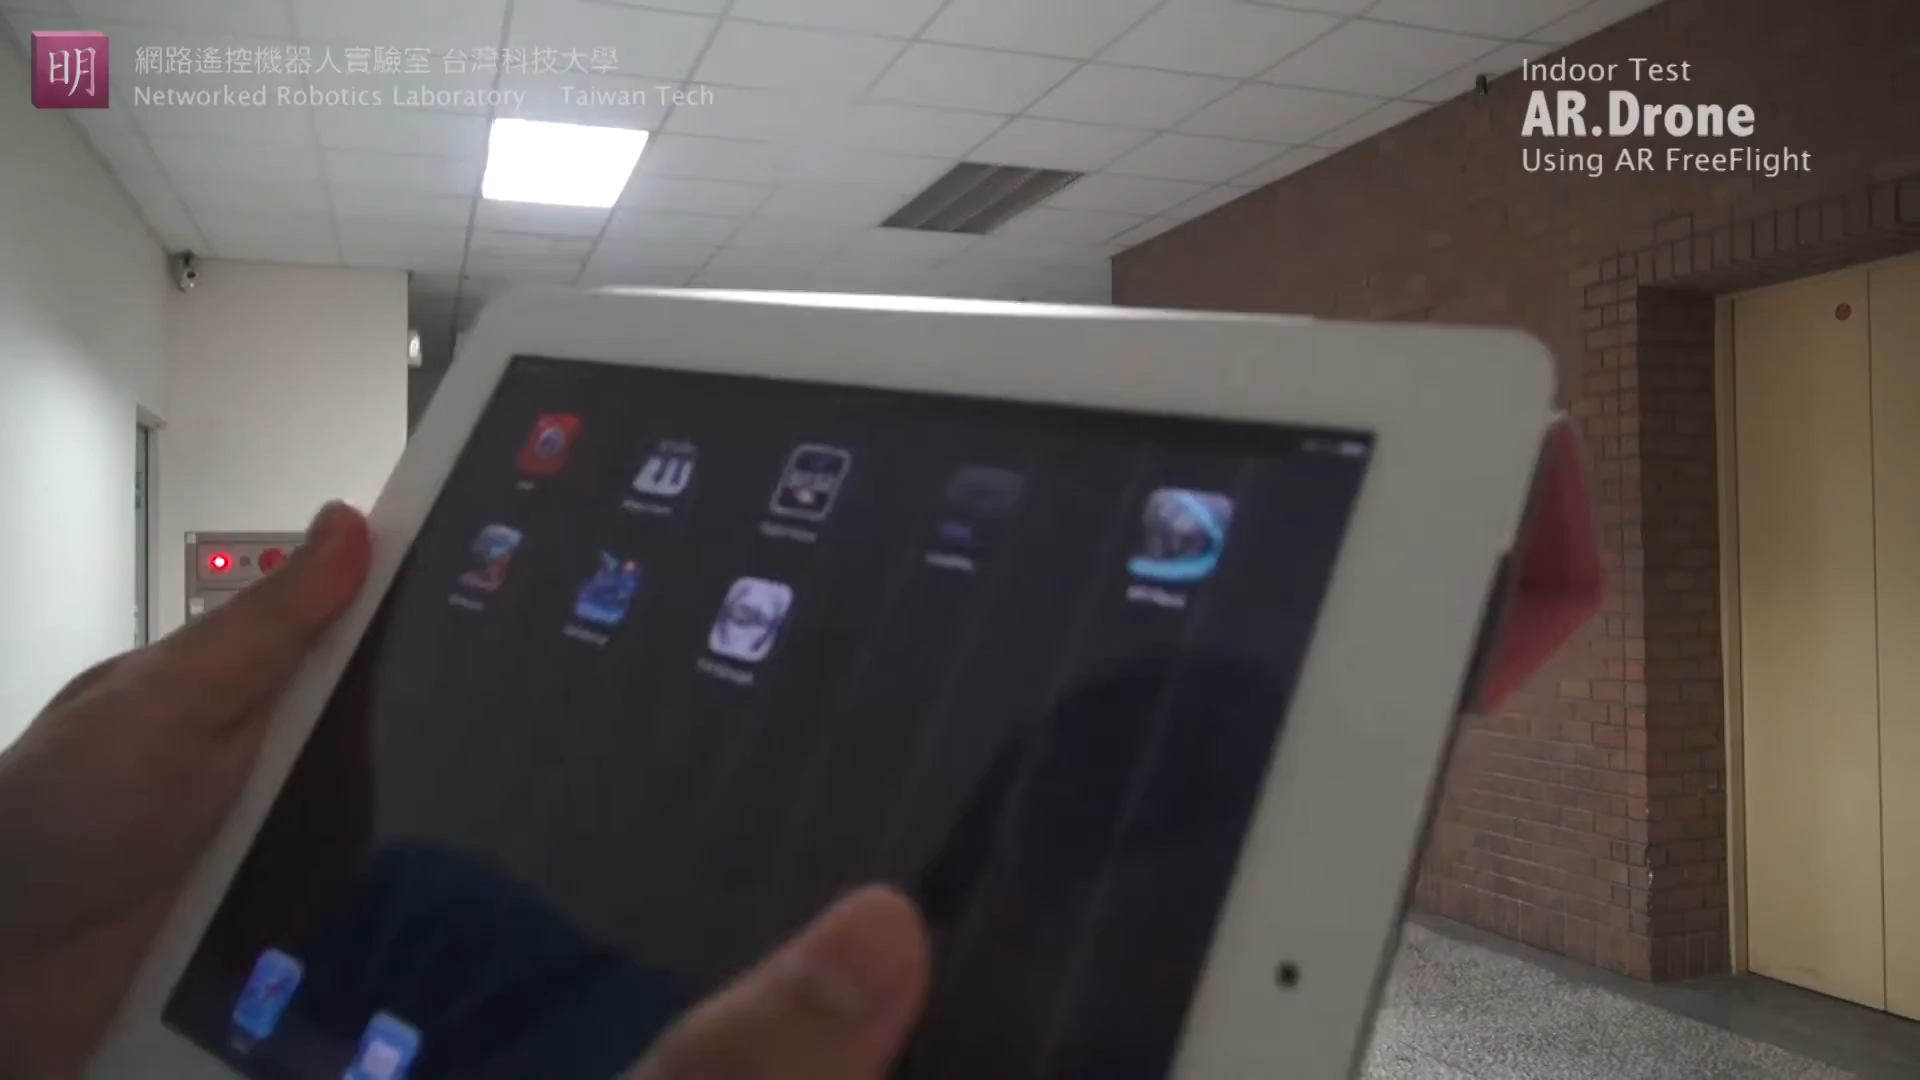 明
網路遙控機器人實驗室 台灣科技大學
Networked Robotics Laboratory Taiwan Tech
Indoor Test
AR.Drone
Using AR FreeFlight